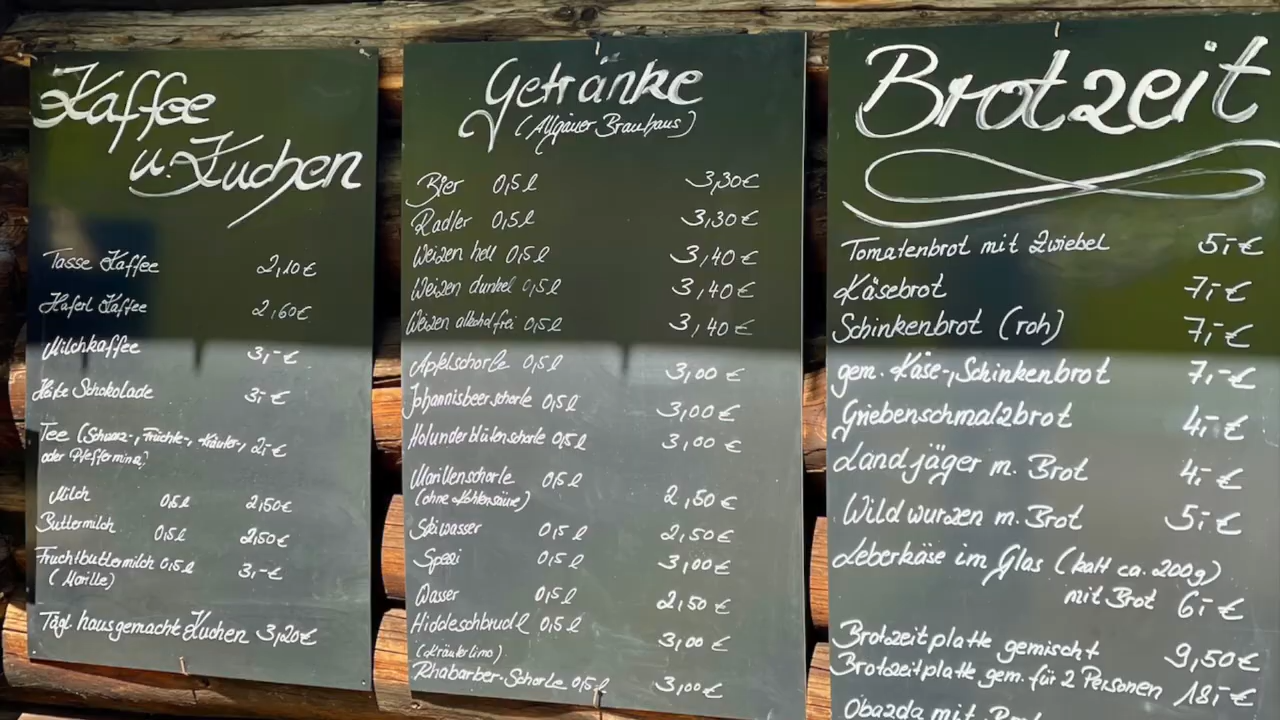 Kaffee
u. Kuchen
Tasse Kaffee 2,10 €
Haferl Kaffee 2,60 €
Milchkaffee 3,- €
Heiße Schokolade 3,- €
Tee (Schwarz-, Früchte-, Kräuter-, 2,- €
oder Pfefferminz)
Milch 0,5 l 2,50 €
Buttermilch 0,5 l 2,50 €
Fruchtbuttermilch 0,5 l 3,- €
(Marille)
Tägl hausgemachte Kuchen 3,20 €
Getränke
(Allgäuer Brauhaus)
Bier 0,5 l 3,30 €
Radler 0,5 l 3,30 €
Weizen hell 0,5 l 3,40 €
Weizen dunkel 0,5 l 3,40 €
Weizen alkoholfrei 0,5 l 3,40 €
Apfelschorle 0,5 l 3,00 €
Johannisbeerschorle 0,5 l 3,00 €
Holunderblütenschorle 0,5 l 3,00 €
Marillenschorle 0,5 l
(ohne Kohlensäure) 2,50 €
Skiwasser 0,5 l 2,50 €
Spezi 0,5 l 3,00 €
Wasser 0,5 l 2,50 €
Hiddeschbrudl 0,5 l 3,00 €
(Kräuterlimo)
Rhabarber-Schorle 0,5 l 3,00 €
Brotzeit
Tomatenbrot mit Zwiebel 5,- €
Käsebrot 7,- €
Schinkenbrot (roh) 7,- €
gem. Käse-, Schinkenbrot 7,- €
Griebenschmalzbrot 4,- €
Landjäger m. Brot 4,- €
Wildwurzen m. Brot 5,- €
Leberkäse im Glas (kalt ca. 200g)
mit Brot 6,- €
Brotzeitplatte gemischt 9,50 €
Brotzeitplatte gem. für 2 Personen 18,- €
Obazda mit Brot